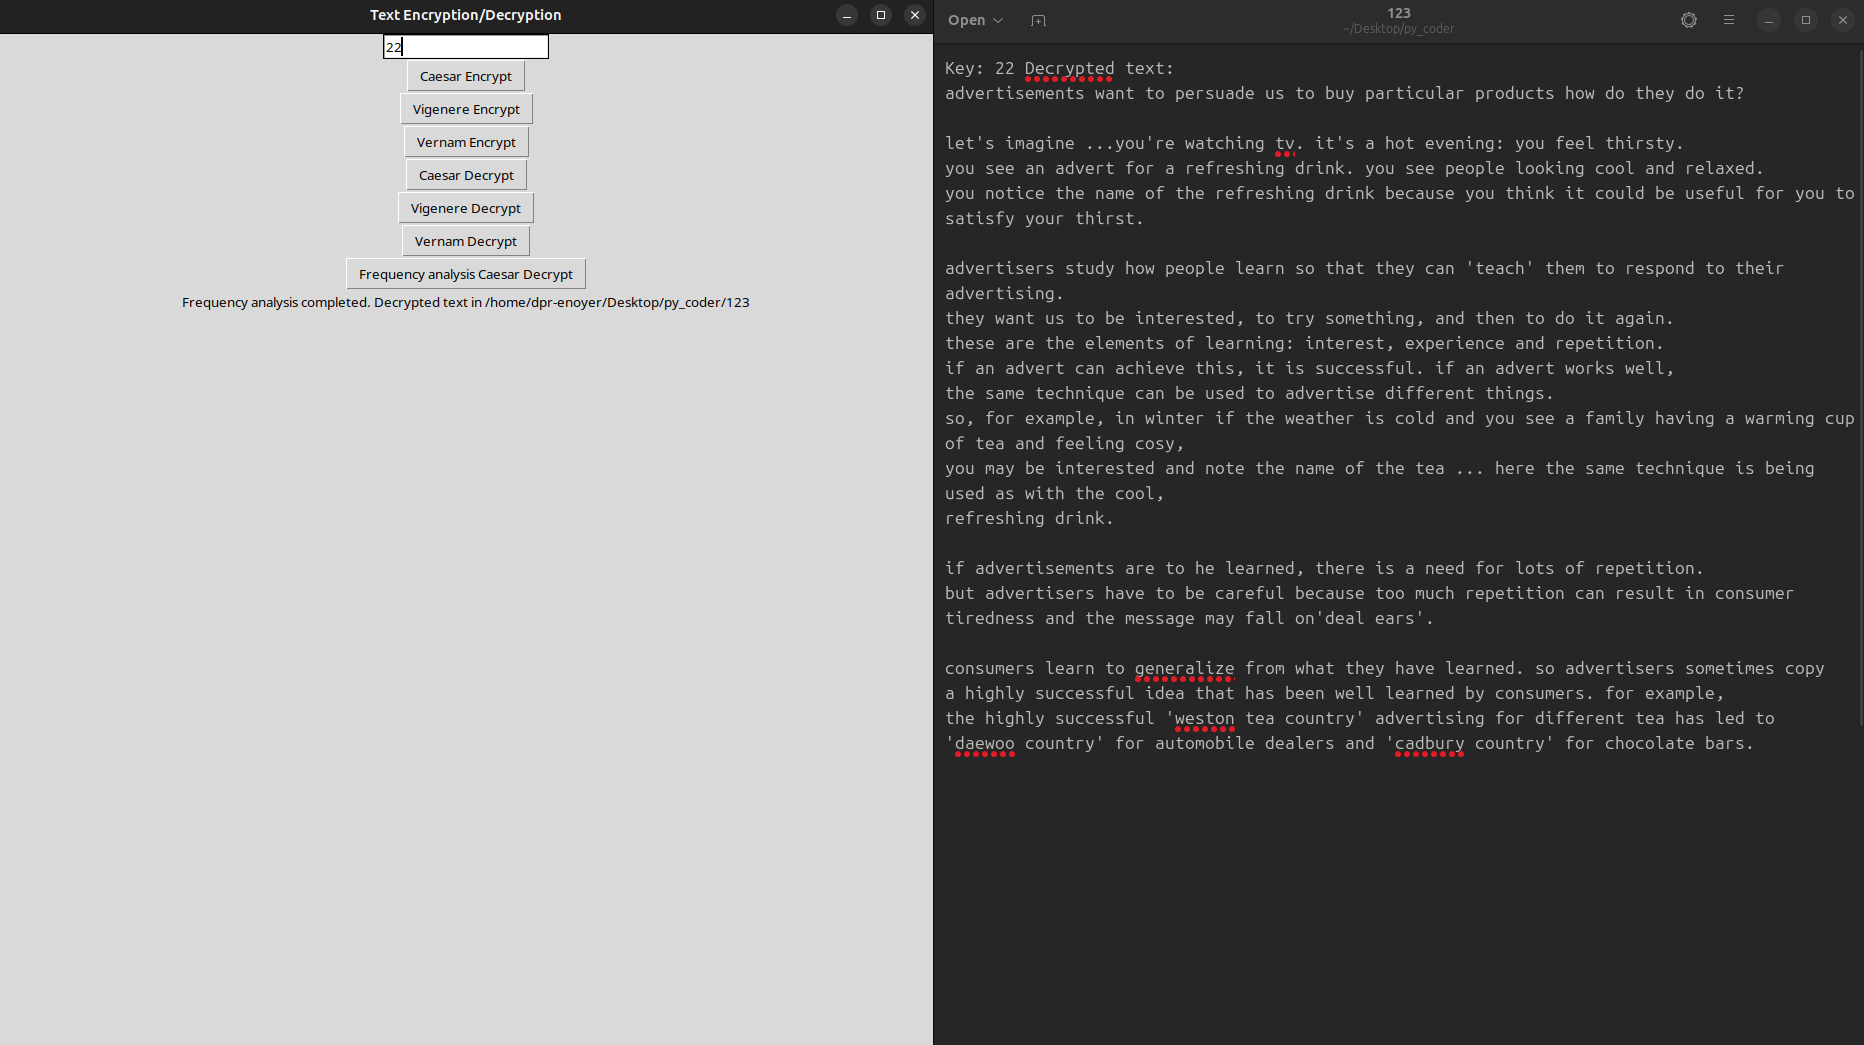 Text Encryption/Decryption
22
Caesar Encrypt
Vigenere Encrypt
Vernam Encrypt
Caesar Decrypt
Vigenere Decrypt
Vernam Decrypt
Frequency analysis Caesar Decrypt
Frequency analysis completed. Decrypted text in /home/dpr-enoyer/Desktop/py_coder/123
Open
123
~/Desktop/py_coder
Key: 22 Decrypted text:
advertisements want to persuade us to buy particular products how do they do it?
let's imagine ...you're watching tv. it's a hot evening: you feel thirsty.
you see an advert for a refreshing drink. you see people looking cool and relaxed.
you notice the name of the refreshing drink because you think it could be useful for you to
satisfy your thirst.
advertisers study how people learn so that they can 'teach' them to respond to their
advertising.
they want us to be interested, to try something, and then to do it again.
these are the elements of learning: interest, experience and repetition.
if an advert can achieve this, it is successful. if an advert works well,
the same technique can be used to advertise different things.
so, for example, in winter if the weather is cold and you see a family having a warming cup
of tea and feeling cosy,
you may be interested and note the name of the tea ... here the same technique is being
used as with the cool,
refreshing drink.
if advertisements are to he learned, there is a need for lots of repetition.
but advertisers have to be careful because too much repetition can result in consumer
tiredness and the message may fall on'deal ears'.
consumers learn to generalize from what they have learned. so advertisers sometimes copy
a highly successful idea that has been well learned by consumers. for example,
the highly successful 'weston tea country' advertising for different tea has led to
'daewoo country' for automobile dealers and 'cadbury country' for chocolate bars.